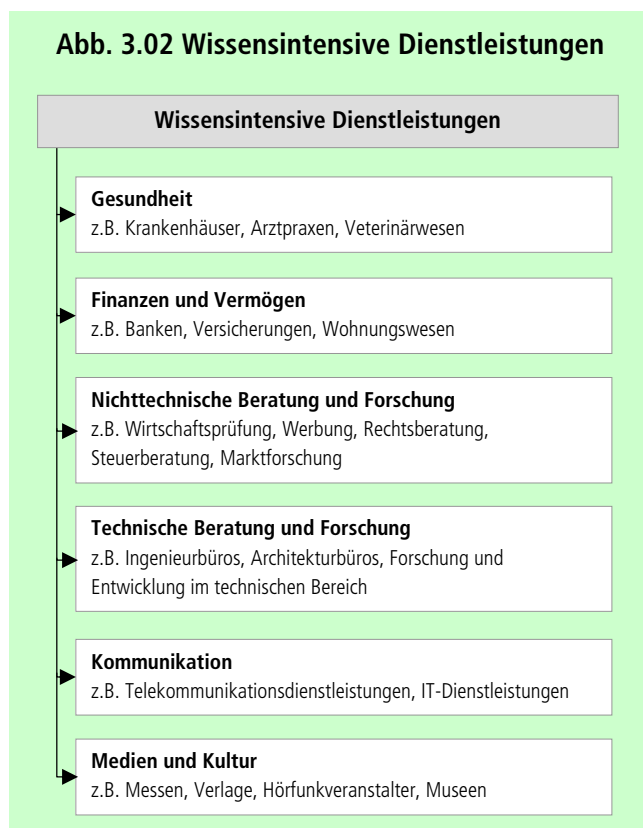 Abb. 3.02 Wissensintensive Dienstleistungen
Wissensintensive Dienstleistungen
Gesundheit
z.B. Krankenhäuser, Arztpraxen, Veterinärwesen
Finanzen und Vermögen
z.B. Banken, Versicherungen, Wohnungswesen
Nichttechnische Beratung und Forschung
z.B. Wirtschaftsprüfung, Werbung, Rechtsberatung,
Steuerberatung, Marktforschung
Technische Beratung und Forschung
z.B. Ingenieurbüros, Architekturbüros, Forschung und
Entwicklung im technischen Bereich
Kommunikation
z.B. Telekommunikationsdienstleistungen, IT-Dienstleistungen
Medien und Kultur
z.B. Messen, Verlage, Hörfunkveranstalter, Museen